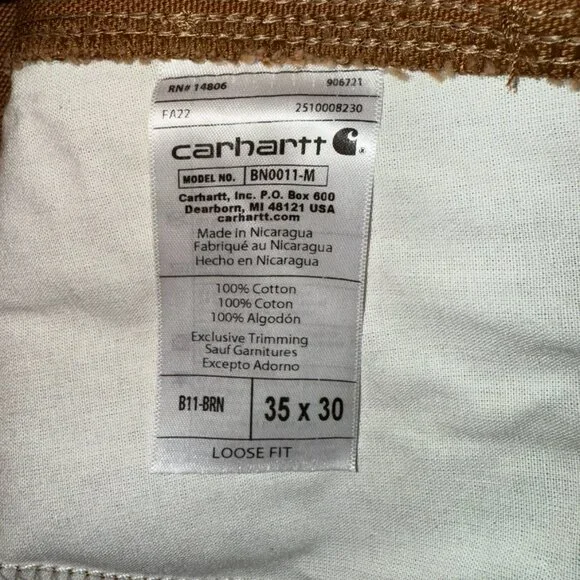 RN# 14806 906721
FA22 2510008230
carhartt
MODEL NO. BN0011-M
Carhartt, Inc. P.O. Box 600
Dearborn, MI 48121 USA
carhartt.com
Made in Nicaragua
Fabriqué au Nicaragua
Hecho en Nicaragua
100% Cotton
100% Coton
100% Algodón
Exclusive Trimming
Sauf Garnitures
Excepto Adorno
B11-BRN 35 x 30
LOOSE FIT